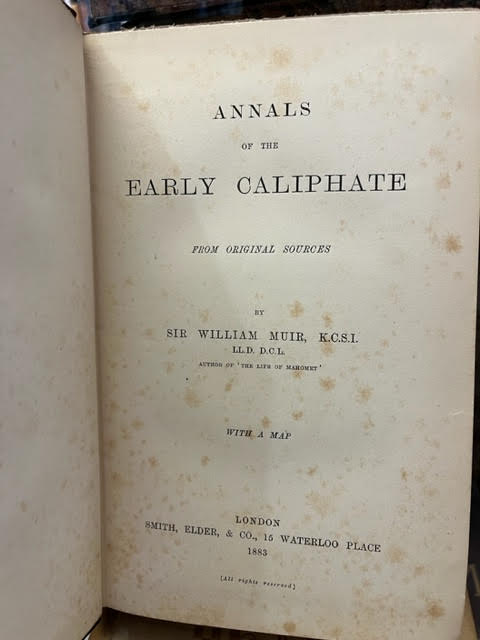 ANNALS
OF THE
EARLY CALIPHATE
FROM ORIGINAL SOURCES
BY
SIR WILLIAM MUIR, K.C.S.I.
LL.D. D.C.L.
AUTHOR OF 'THE LIFE OF MAHOMET'
WITH A MAP
LONDON
SMITH, ELDER, & CO., 15 WATERLOO PLACE
1883
[All rights reserved]